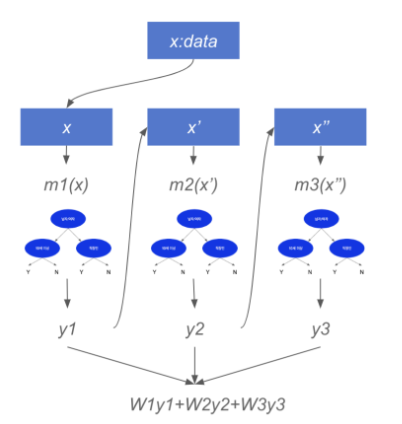 x:data
x x’ x”
m1(x) m2(x’) m3(x”)
Y N Y N Y N Y N Y N Y N
y1 y2 y3
W1y1+W2y2+W3y3